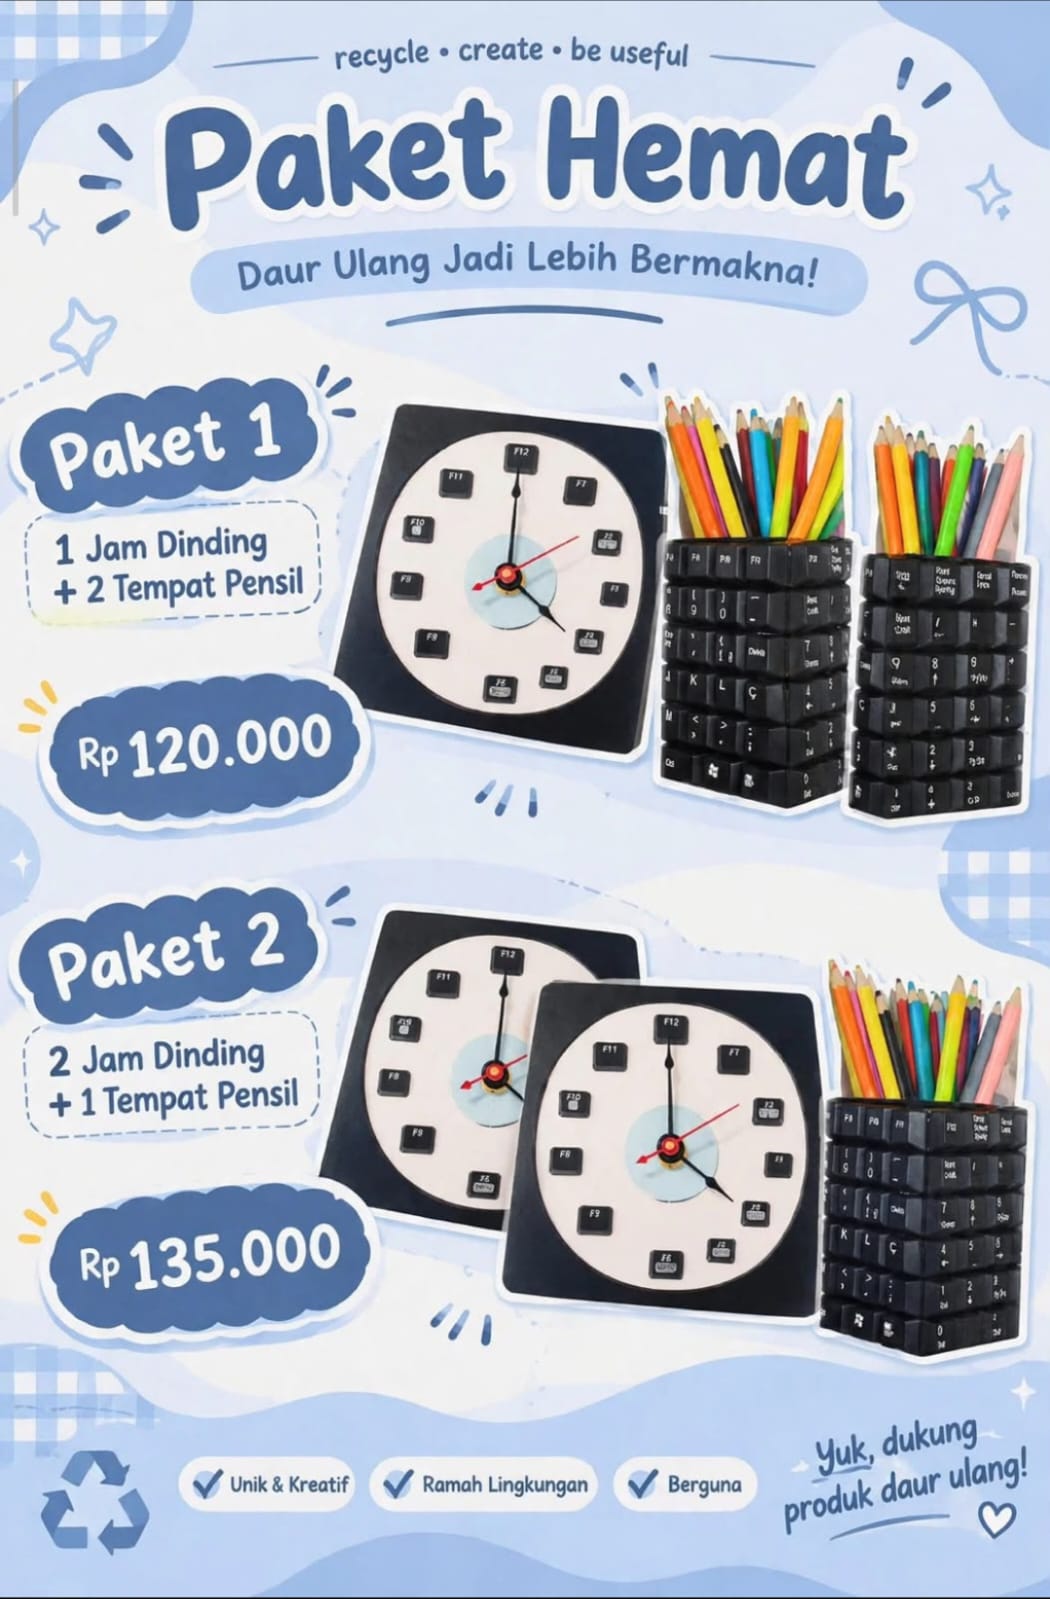 recycle • create • be useful
Paket Hemat
Daur Ulang Jadi Lebih Bermakna!
Paket 1
1 Jam Dinding
+ 2 Tempat Pensil
Rp 120.000
Paket 2
2 Jam Dinding
+ 1 Tempat Pensil
Rp 135.000
Unik & Kreatif
Ramah Lingkungan
Berguna
Yuk, dukung
produk daur ulang!